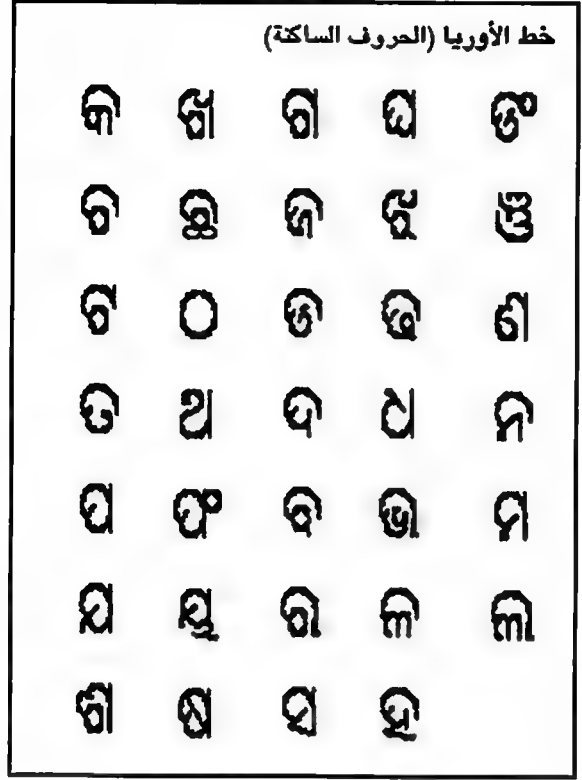 خط الأوريا (الحروف الساكنة)
କ ଖ ଗ ଘ ଙ
ଚ ଛ ଜ ଝ ଞ
ଟ ଠ ଡ ଢ ଣ
ତ ଥ ଦ ଧ ନ
ପ ଫ ବ ଭ ମ
ଯ ୟ ର ଳ ଲ
ଶ ଷ ସ ହ